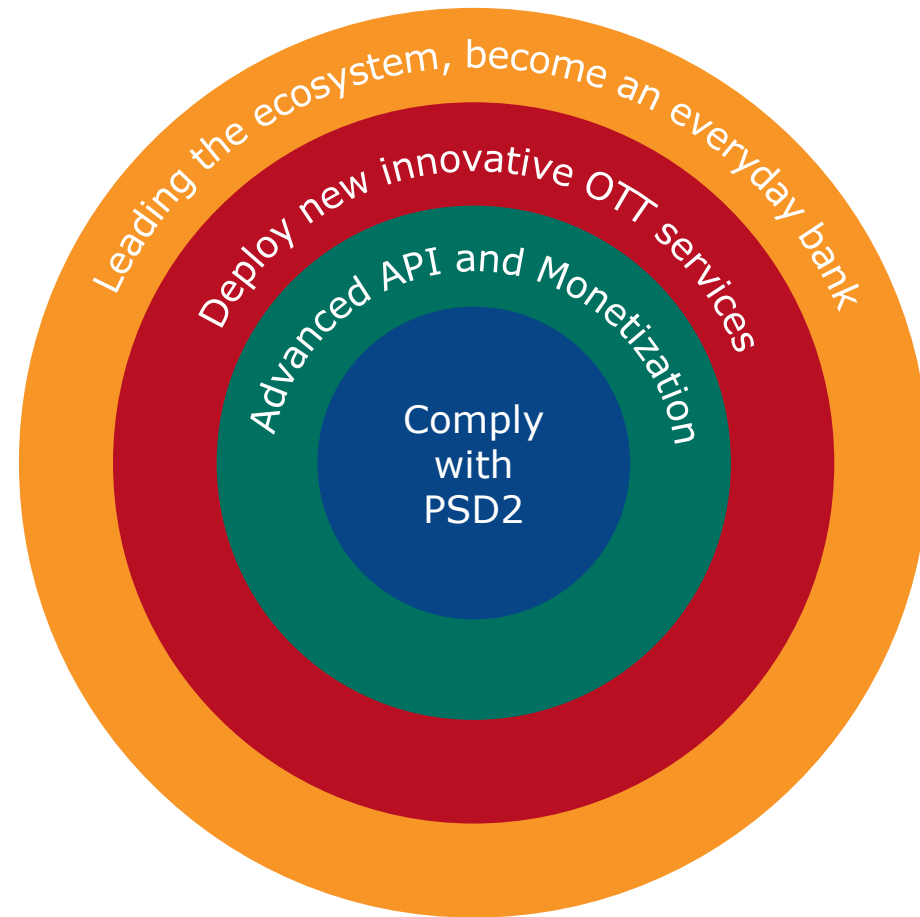 Leading the ecosystem, become an everyday bank
Deploy new innovative OTT services
Advanced API and Monetization
Comply
with
PSD2